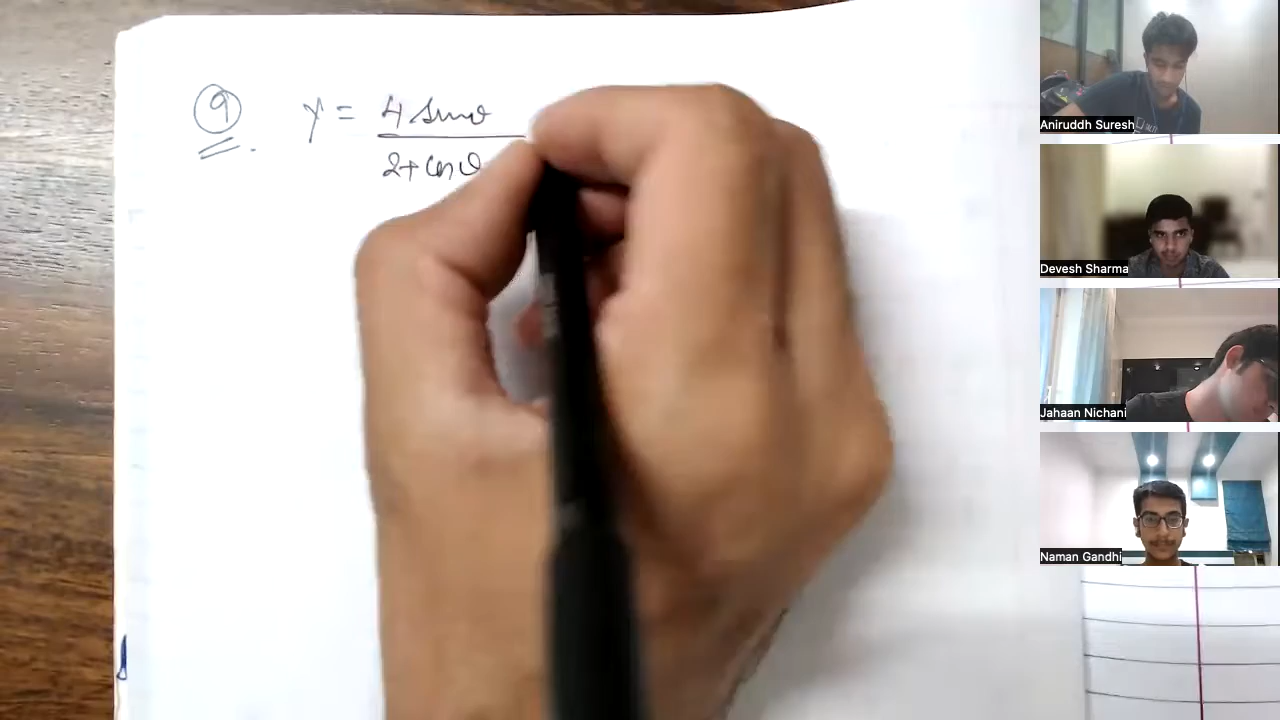 9. y = 4 sinθ
2+cosθ
Aniruddh Suresh
Devesh Sharma
Jahaan Nichani
Naman Gandhi